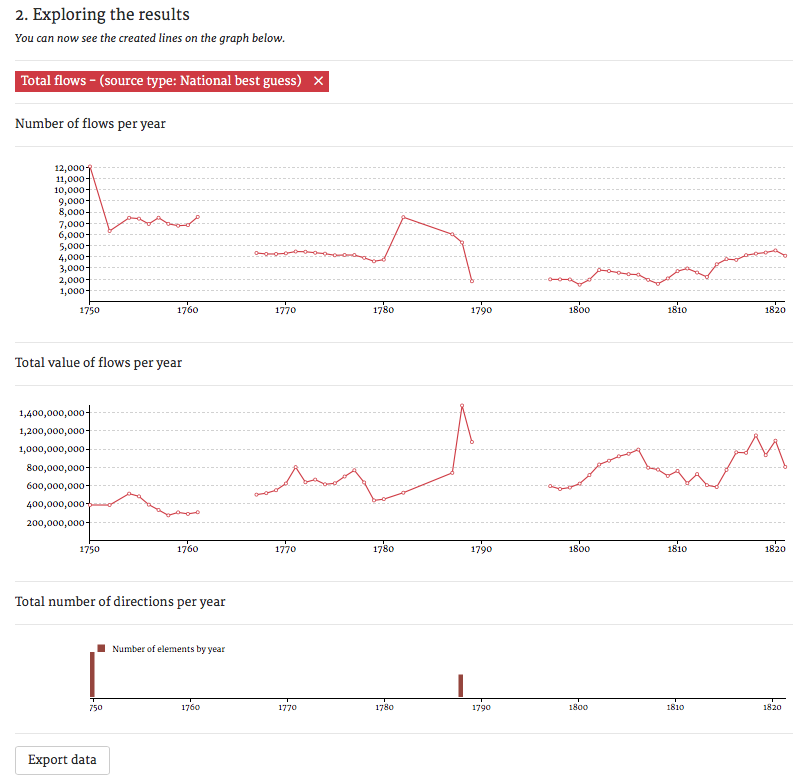 2. Exploring the results
You can now see the created lines on the graph below.
Total flows – (source type: National best guess) ×
Number of flows per year
12,000
11,000
10,000
9,000
8,000
7,000
6,000
5,000
4,000
3,000
2,000
1,000
1750 1760 1770 1780 1790 1800 1810 1820
Total value of flows per year
1,400,000,000
1,200,000,000
1,000,000,000
800,000,000
600,000,000
400,000,000
200,000,000
1750 1760 1770 1780 1790 1800 1810 1820
Total number of directions per year
Number of elements by year
750 1760 1770 1780 1790 1800 1810 1820
Export data